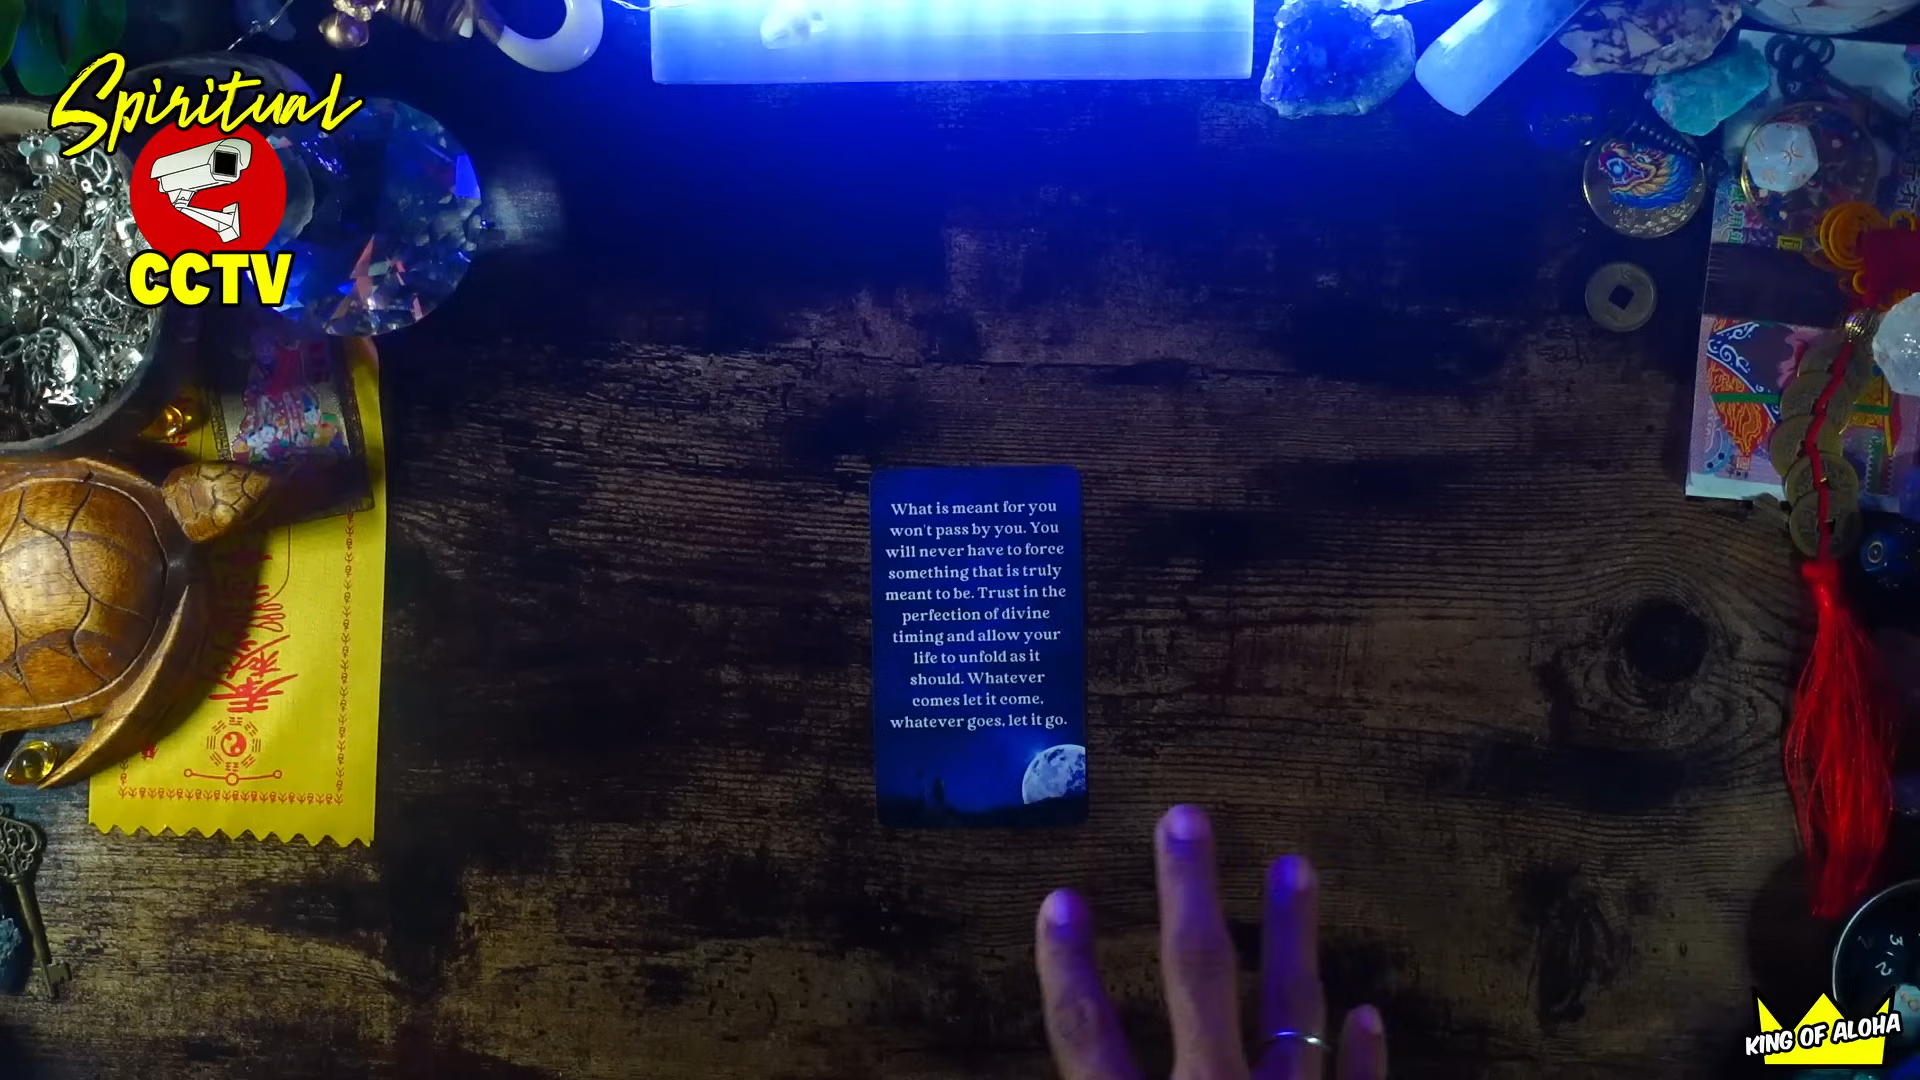 Spiritual
CCTV
What is meant for you
won't pass by you. You
will never have to force
something that is truly
meant to be. Trust in the
perfection of divine
timing and allow your
life to unfold as it
should. Whatever
comes let it come,
whatever goes, let it go.
KING OF ALOHA